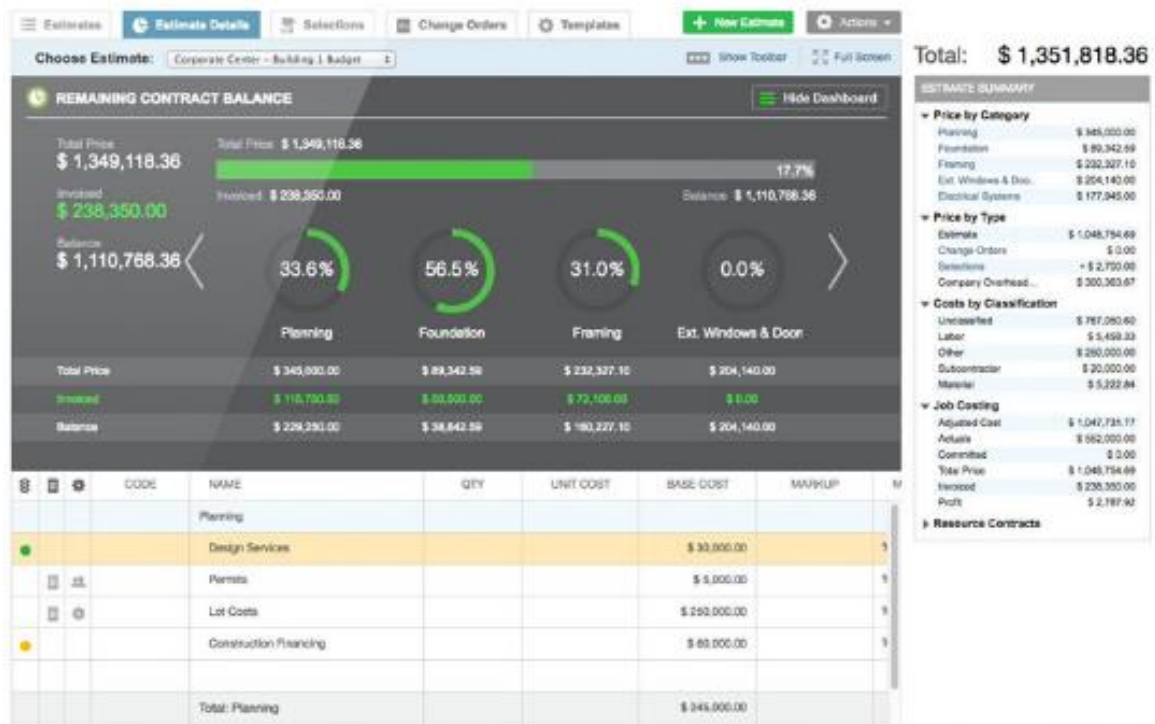 Estimates Estimate Details Selections Change Orders Templates New Estimate Actions
Choose Estimate: Corporate Center - Building 1 Budget Show Toolbar Full Screen
REMAINING CONTRACT BALANCE Hide Dashboard
Total Price
$ 1,349,118.36
Invoiced
$ 238,350.00
Balance
$ 1,110,768.36
Total Price $ 1,349,118.36
17.7%
Invoiced $ 238,350.00 Balance $ 1,110,768.36
33.6% 56.5% 31.0% 0.0%
Planning Foundation Framing Ext. Windows & Doors
Total Price $ 345,000.00 $ 89,342.59 $ 232,327.10 $ 204,140.00
Invoiced $ 72,100.00 $ 0.00
Balance $ 229,250.00 $ 38,842.59 $ 160,227.10 $ 204,140.00
CODE NAME QTY UNIT COST BASE COST MARKUP M
Planning
Design Services $ 30,000.00
Permits $ 5,000.00
Lot Costs $ 250,000.00
Construction Financing $ 60,000.00
Total: Planning $ 345,000.00
Total: $ 1,351,818.36
ESTIMATE SUMMARY
Price by Category
Planning $ 345,000.00
Foundation $ 89,342.59
Framing $ 232,327.10
Ext. Windows & Doo... $ 204,140.00
Electrical Systems $ 177,945.00
Price by Type
Estimate $ 1,048,754.69
Change Orders $ 0.00
Selections + $ 2,700.00
Company Overhead... $ 300,363.67
Costs by Classification
Unclassified $ 767,050.60
Labor $ 5,458.33
Other $ 250,000.00
Subcontractor $ 20,000.00
Material $ 5,222.84
Job Costing
Adjusted Cost $ 1,047,731.77
Actuals $ 552,000.00
Committed $ 0.00
Total Price $ 1,048,754.69
Invoiced $ 238,350.00
Profit
Resource Contracts